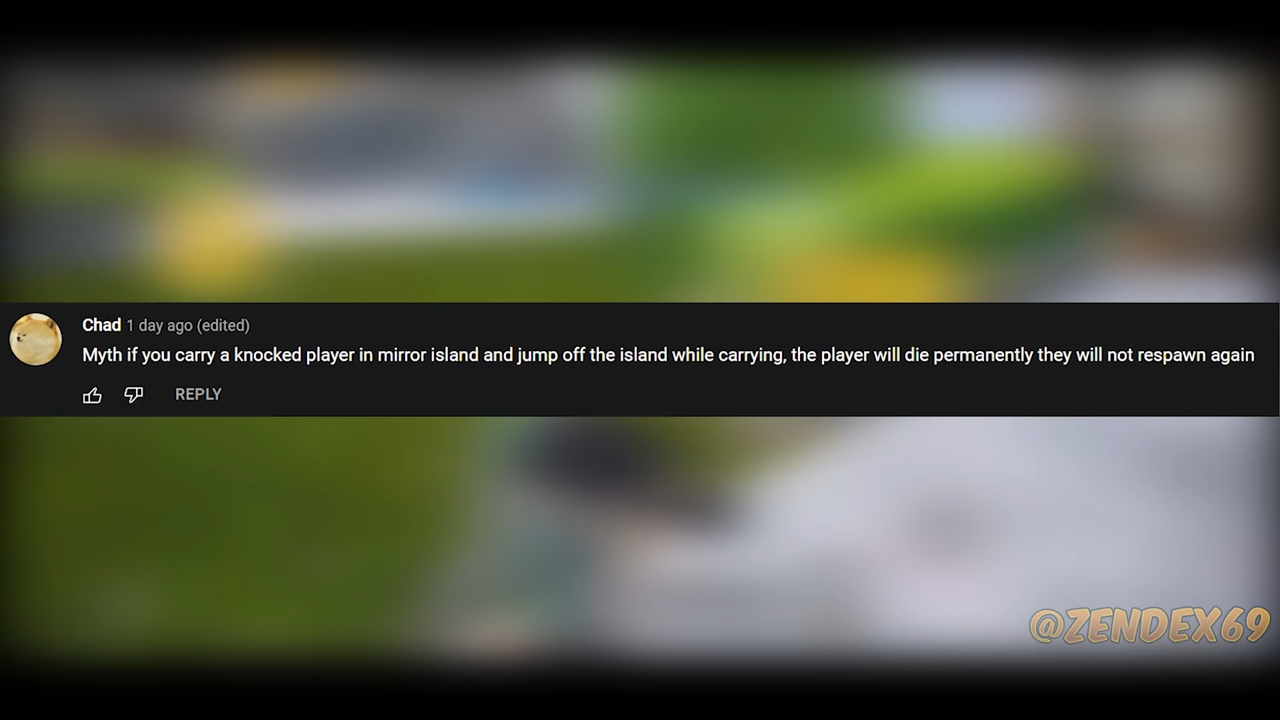 Chad 1 day ago (edited)
Myth if you carry a knocked player in mirror island and jump off the island while carrying, the player will die permanently they will not respawn again
REPLY
@ZENDEX69